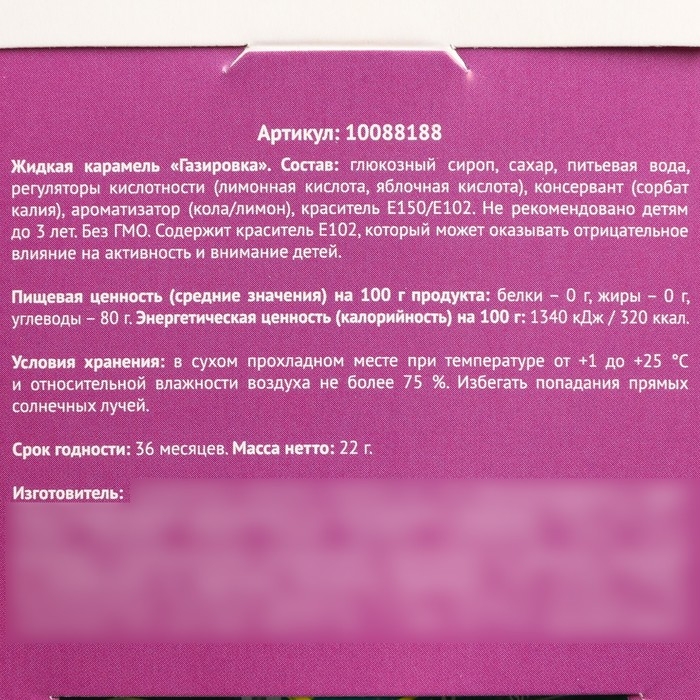 Артикул: 10088188
Жидкая карамель «Газировка». Состав: глюкозный сироп, сахар, питьевая вода,
регуляторы кислотности (лимонная кислота, яблочная кислота), консервант (сорбат
калия), ароматизатор (кола/лимон), краситель Е150/Е102. Не рекомендовано детям
до 3 лет. Без ГМО. Содержит краситель Е102, который может оказывать отрицательное
влияние на активность и внимание детей.
Пищевая ценность (средние значения) на 100 г продукта: белки – 0 г, жиры – 0 г,
углеводы – 80 г. Энергетическая ценность (калорийность) на 100 г: 1340 кДж / 320 ккал.
Условия хранения: в сухом прохладном месте при температуре от +1 до +25 °С
и относительной влажности воздуха не более 75 %. Избегать попадания прямых
солнечных лучей.
Срок годности: 36 месяцев. Масса нетто: 22 г.
Изготовитель: